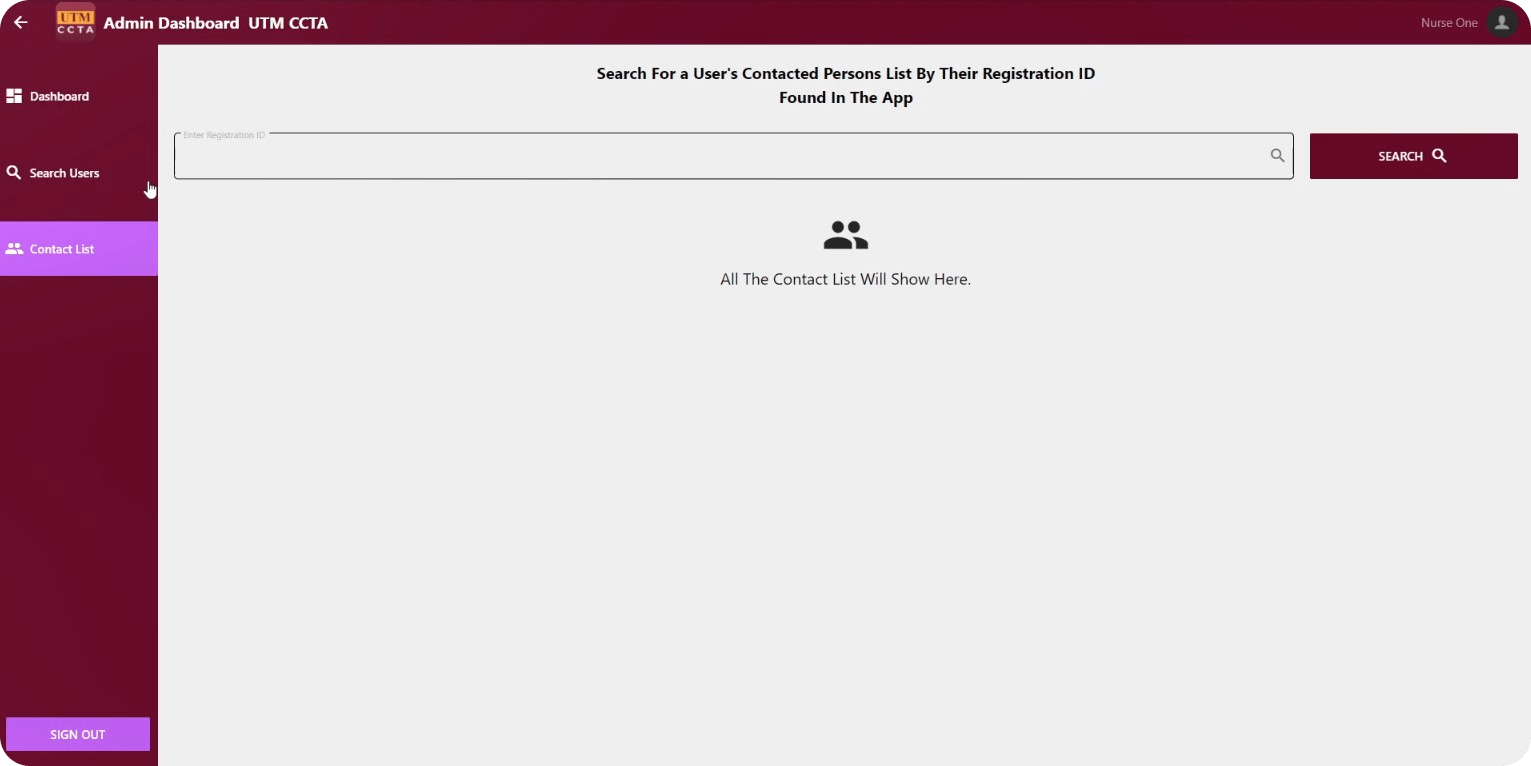 UTM
CCTA
Admin Dashboard UTM CCTA
Nurse One
Dashboard
Search Users
Contact List
SIGN OUT
Search For a User's Contacted Persons List By Their Registration ID
Found In The App
Enter Registration ID
SEARCH
All The Contact List Will Show Here.